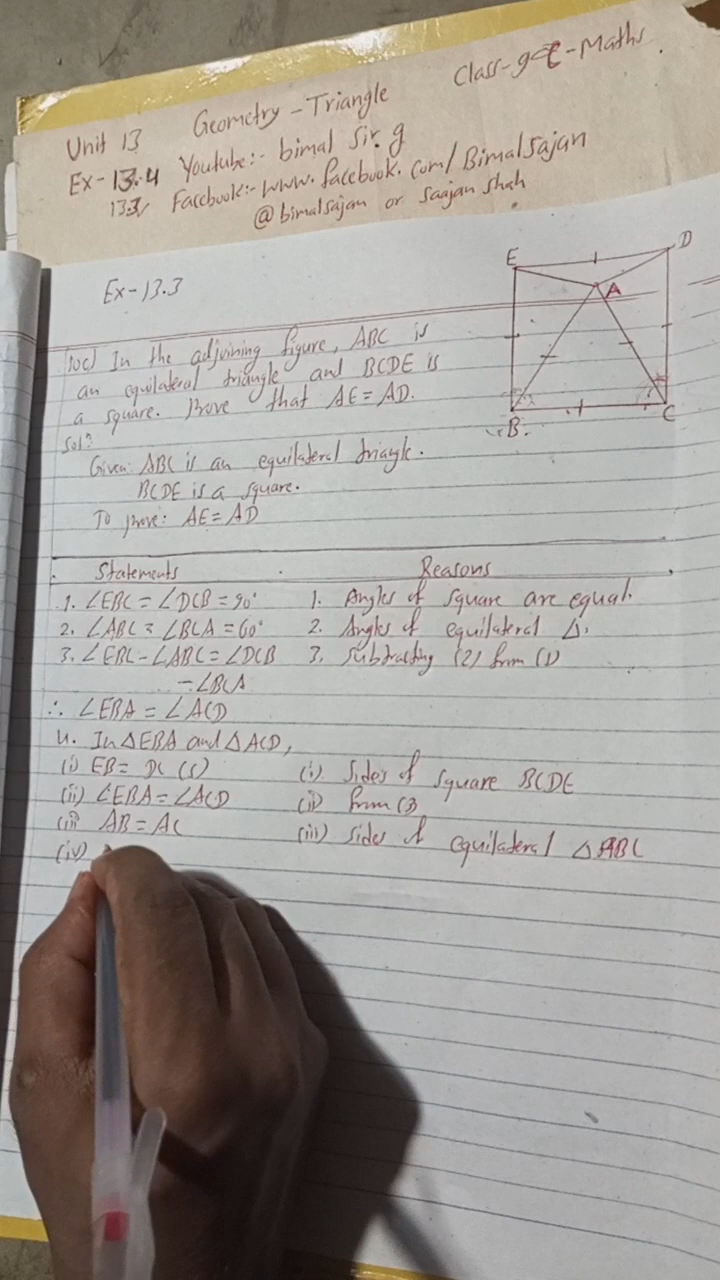 Unit 13 Geometry - Triangle Class - 9 - Maths.
Ex - 13.4 Youtube:- bimal sir g
13.3 Facebook:- www.facebook.com/Bimalsajan
@bimalsajan or saajan shah
Ex-13.3
E D
A
B. C
10c) In the adjoining figure, ABC is
an equilateral triangle and BCDE is
a square. Prove that AE = AD.
Solⁿ
Given: ABC is an equilateral triangle.
BCDE is a square.
To prove: AE = AD
Statements Reasons
1. ∠EBC = ∠DCB = 90° 1. Angles of square are equal.
2. ∠ABC = ∠BCA = 60° 2. Angles of equilateral Δ.
3. ∠EBC - ∠ABC = ∠DCB 3. Subtracting (2) from (1)
- ∠BCA
∴ ∠EBA = ∠ACD
4. In ΔEBA and ΔACD,
(i) EB = DC (S) (i) Sides of square BCDE
(ii) ∠EBA = ∠ACD (ii) from (3)
(iii) AB = AC (iii) sides of equilateral ΔABC
(iv)